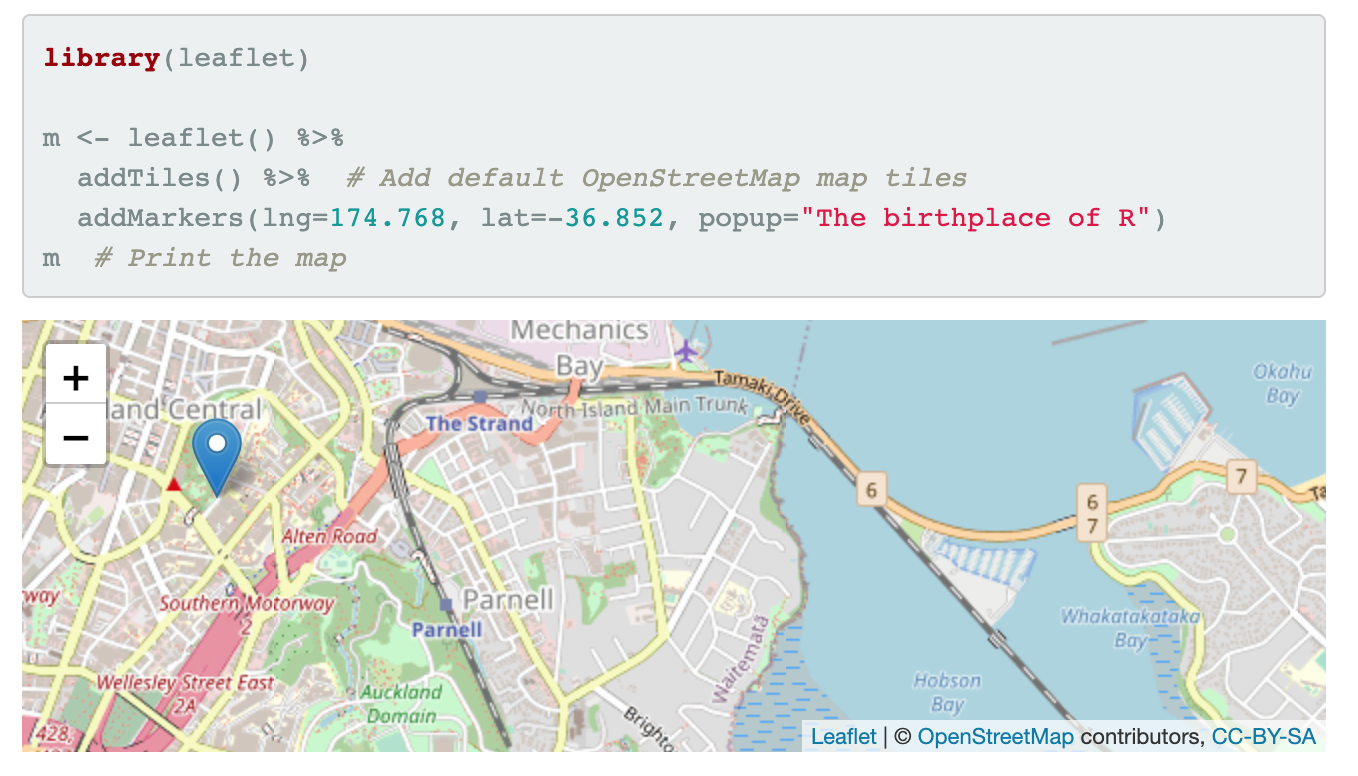 library(leaflet)
m <- leaflet() %>%
  addTiles() %>%  # Add default OpenStreetMap map tiles
  addMarkers(lng=174.768, lat=-36.852, popup="The birthplace of R")
m  # Print the map
Mechanics
Bay
+
−
land Central
The Strand
North Island Main Trunk
Tamaki Drive
Okahu
Bay
6
7
6
7
Ta
Alten Road
way
Southern Motorway
2
Parnell
Parnell
Whakatakataka
Bay
Waitematā
Wellesley Street East
2A
Auckland
Domain
Hobson
Bay
428,
Brighto
Leaflet | © OpenStreetMap contributors, CC-BY-SA